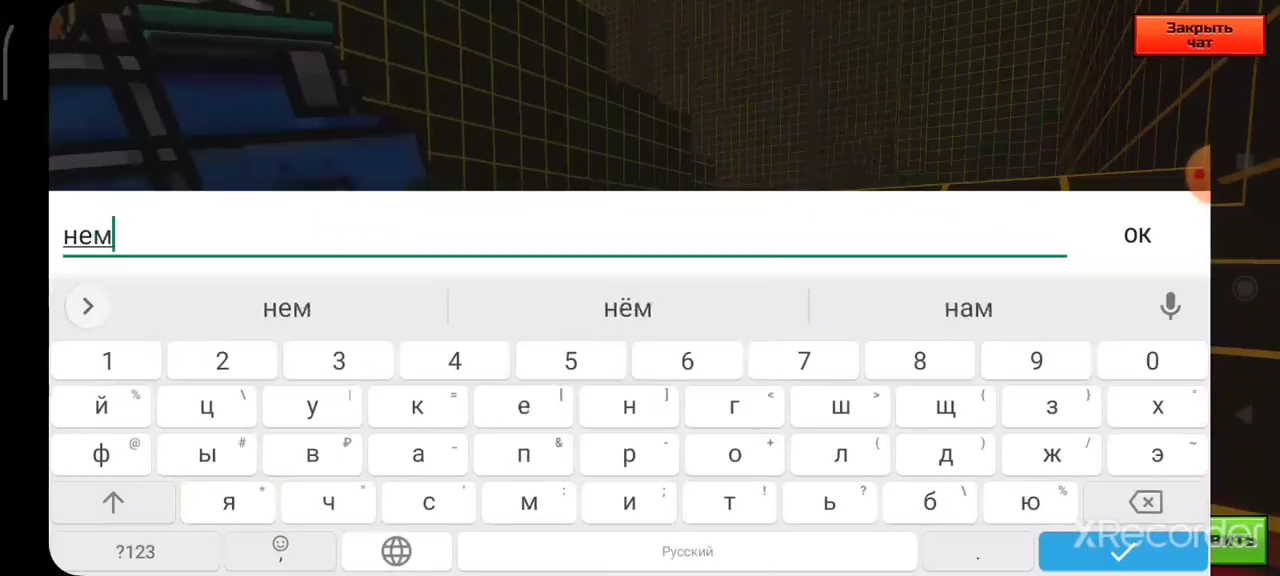 Закрыть
чат
нем
ОК
нем нём нам
1 2 3 4 5 6 7 8 9 0
й % ц \ у | к = е [ н ] г < ш > щ { з } х °
ф @ ы # в ₽ а _ п & р - о + л ( д ) ж / э ~
я * ч " с ' м : и ; т ! ь ? б \ ю %
?123 , Русский .
XRecorder